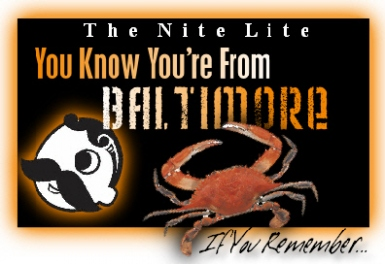 The Nite Lite
You Know You're From
BALTIMORE
If You Remember...